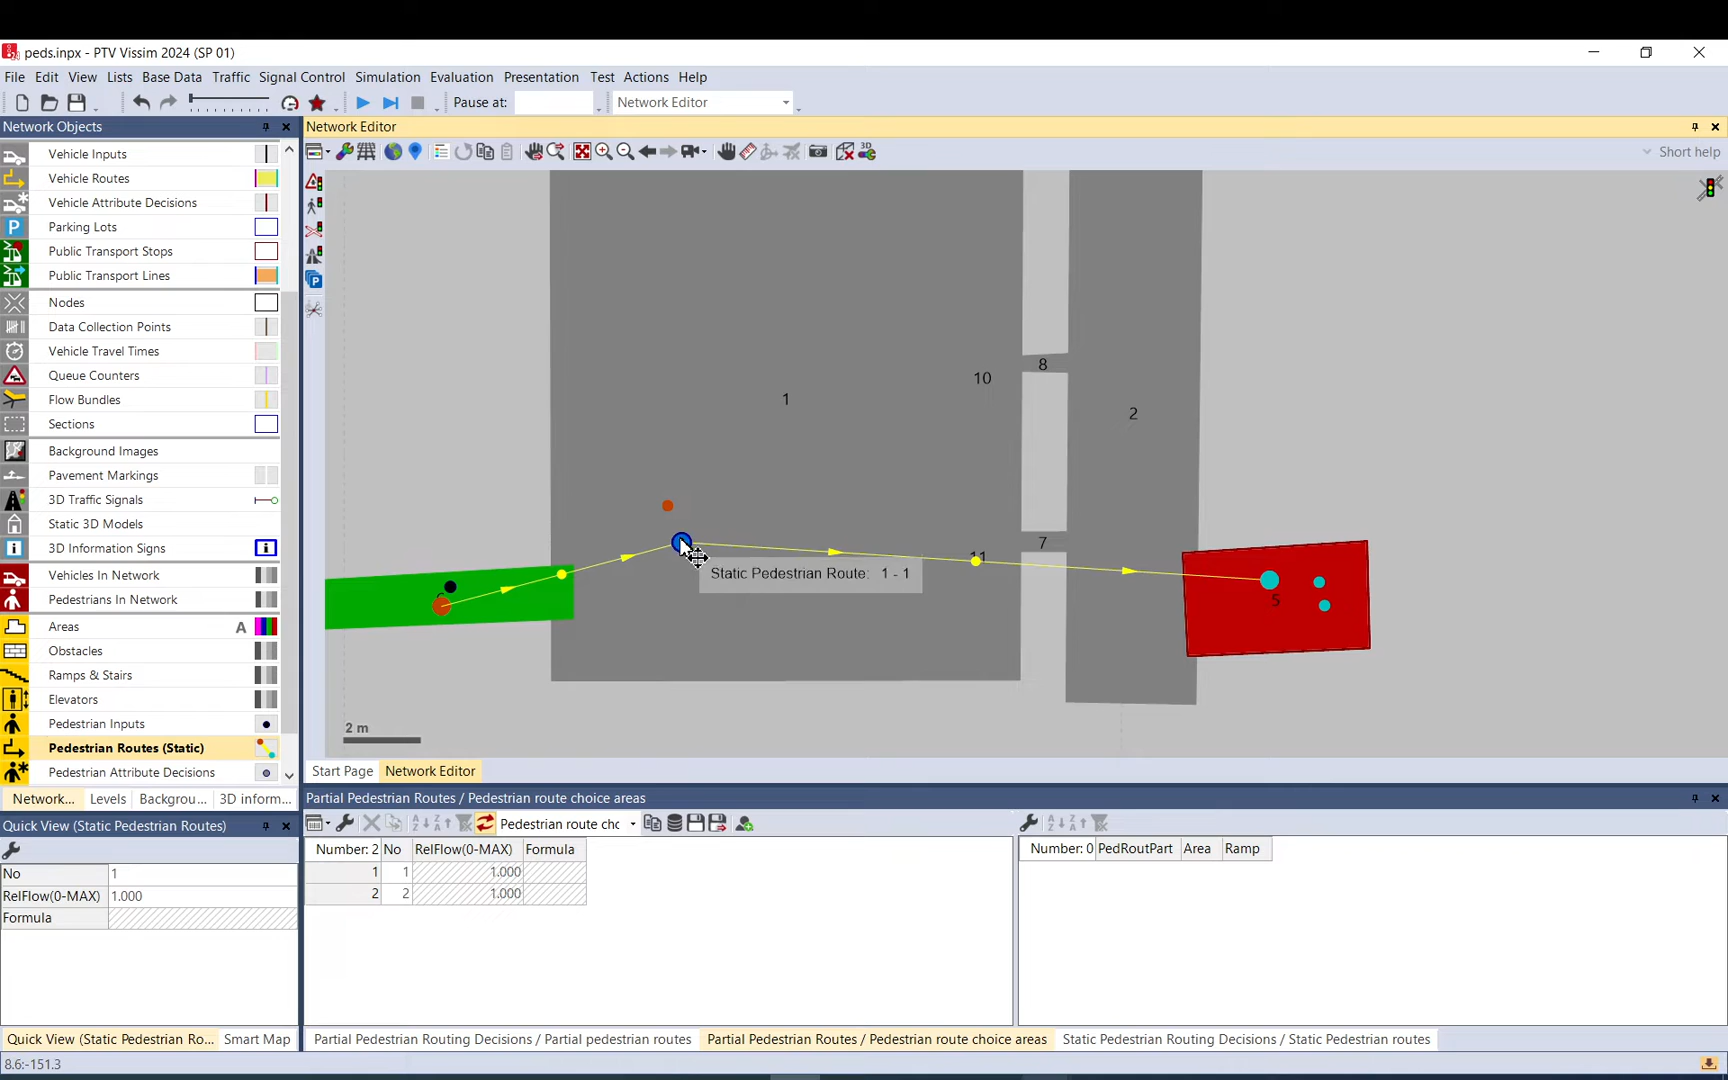 peds.inpx - PTV Vissim 2024 (SP 01)
File Edit View Lists Base Data Traffic Signal Control Simulation Evaluation Presentation Test Actions Help
Pause at: Network Editor
Network Objects
Vehicle Inputs
Vehicle Routes
Vehicle Attribute Decisions
Parking Lots
Public Transport Stops
Public Transport Lines
Nodes
Data Collection Points
Vehicle Travel Times
Queue Counters
Flow Bundles
Sections
Background Images
Pavement Markings
3D Traffic Signals
Static 3D Models
3D Information Signs
Vehicles In Network
Pedestrians In Network
Areas A
Obstacles
Ramps & Stairs
Elevators
Pedestrian Inputs
Pedestrian Routes (Static)
Pedestrian Attribute Decisions
Network... Levels Backgrou... 3D inform...
Quick View (Static Pedestrian Routes)
No 1
RelFlow(0-MAX) 1.000
Formula
Quick View (Static Pedestrian Ro... Smart Map
8.6:-151.3
Network Editor
3D
Short help
8
10
1
2
7
11
Static Pedestrian Route: 1 - 1
5
2 m
Start Page Network Editor
Partial Pedestrian Routes / Pedestrian route choice areas
Pedestrian route chc
Number: 2 No RelFlow(0-MAX) Formula
1 1 1.000
2 2 1.000
Number: 0 PedRoutPart Area Ramp
Partial Pedestrian Routing Decisions / Partial pedestrian routes Partial Pedestrian Routes / Pedestrian route choice areas Static Pedestrian Routing Decisions / Static pedestrian routes